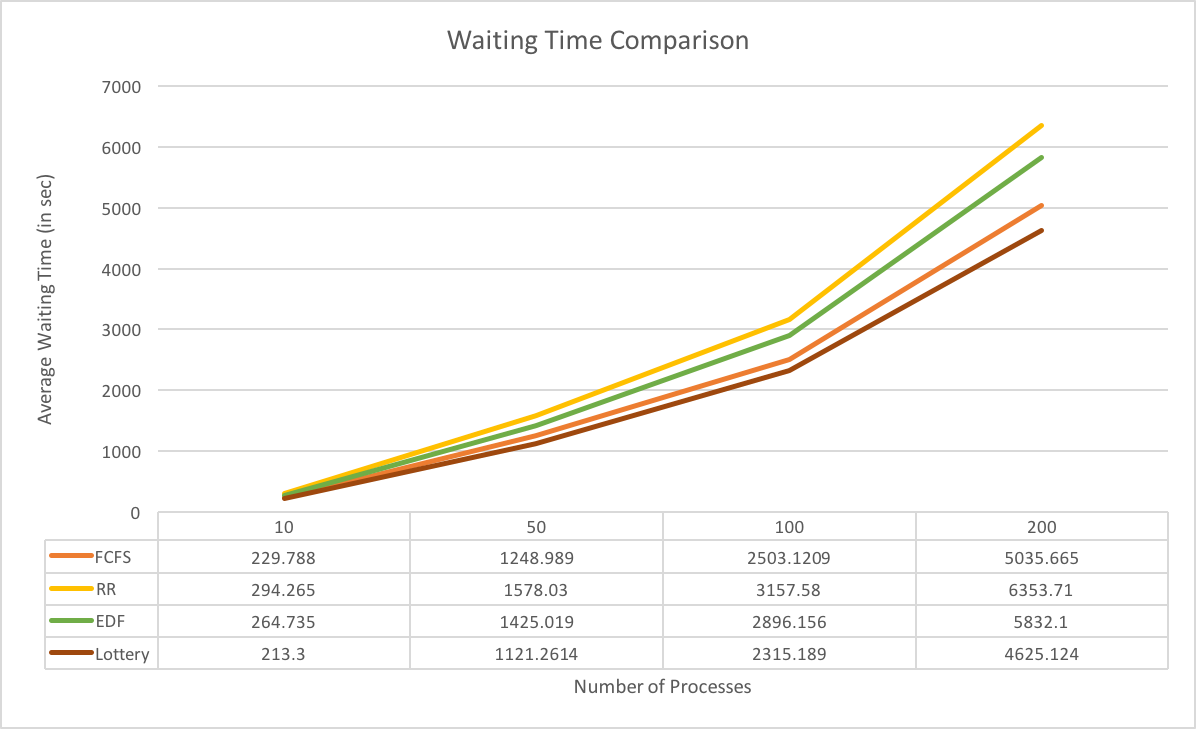 Waiting Time Comparison
7000
6000
5000
4000
3000
2000
1000
0
Average Waiting Time (in sec)
10 50 100 200
FCFS 229.788 1248.989 2503.1209 5035.665
RR 294.265 1578.03 3157.58 6353.71
EDF 264.735 1425.019 2896.156 5832.1
Lottery 213.3 1121.2614 2315.189 4625.124
Number of Processes